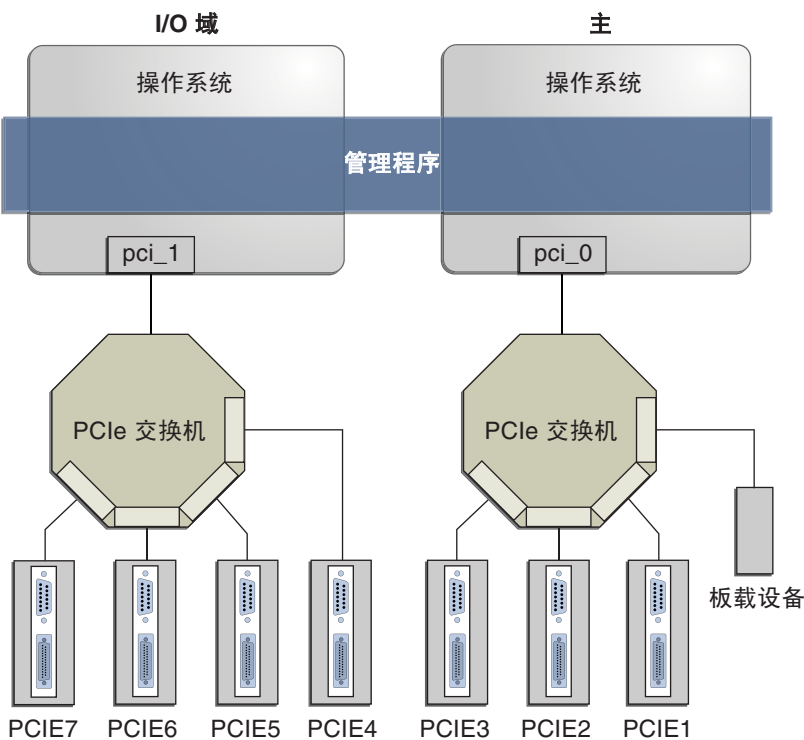 I/O 域
主
操作系统
操作系统
管理程序
pci_1
pci_0
PCIe 交换机
PCIe 交换机
板载设备
PCIE7
PCIE6
PCIE5
PCIE4
PCIE3
PCIE2
PCIE1